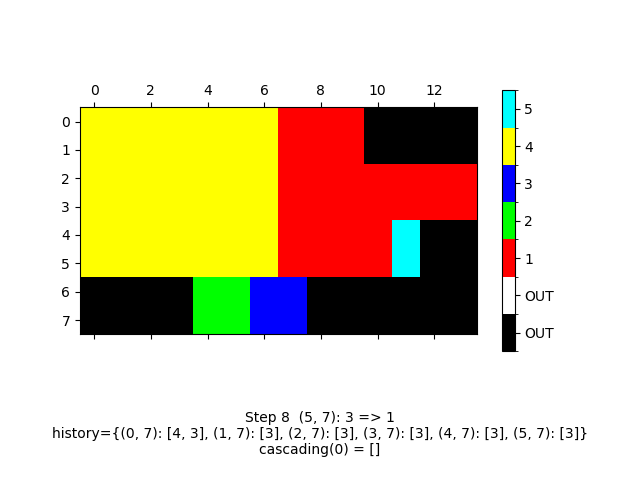 0 2 4 6 8 10 12
0
1
2
3
4
5
6
7
5
4
3
2
1
OUT
OUT
Step 8  (5, 7): 3 => 1
history={(0, 7): [4, 3], (1, 7): [3], (2, 7): [3], (3, 7): [3], (4, 7): [3], (5, 7): [3]}
cascading(0) = []